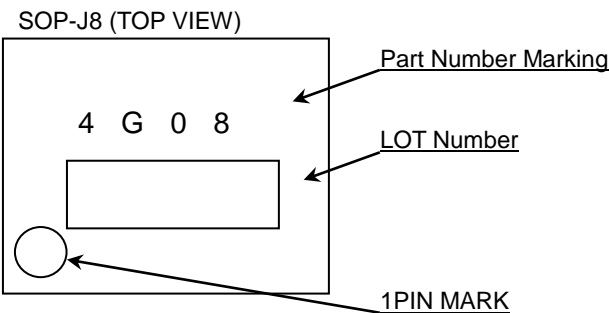 SOP-J8 (TOP VIEW)
Part Number Marking
4 G 0 8
LOT Number
1PIN MARK